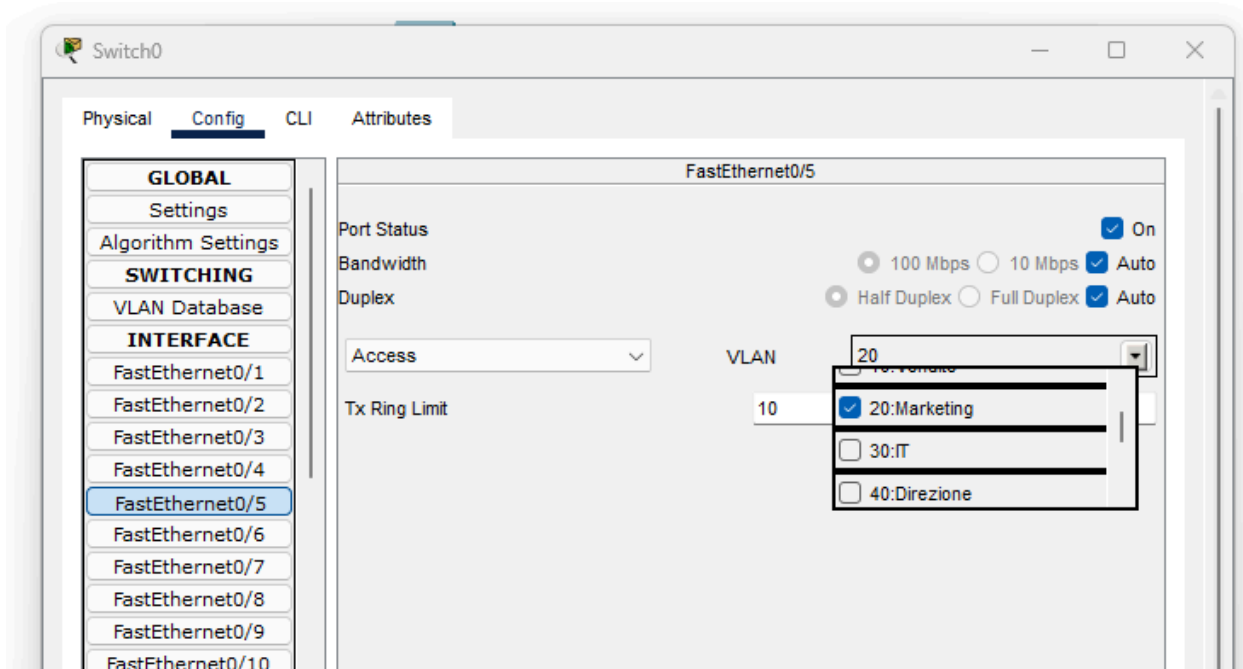 Switch0
Physical Config CLI Attributes
GLOBAL
Settings
Algorithm Settings
SWITCHING
VLAN Database
INTERFACE
FastEthernet0/1
FastEthernet0/2
FastEthernet0/3
FastEthernet0/4
FastEthernet0/5
FastEthernet0/6
FastEthernet0/7
FastEthernet0/8
FastEthernet0/9
FastEthernet0/10
FastEthernet0/5
Port Status On
Bandwidth 100 Mbps 10 Mbps Auto
Duplex Half Duplex Full Duplex Auto
Access VLAN 20
Tx Ring Limit 10
20:Marketing
30:IT
40:Direzione